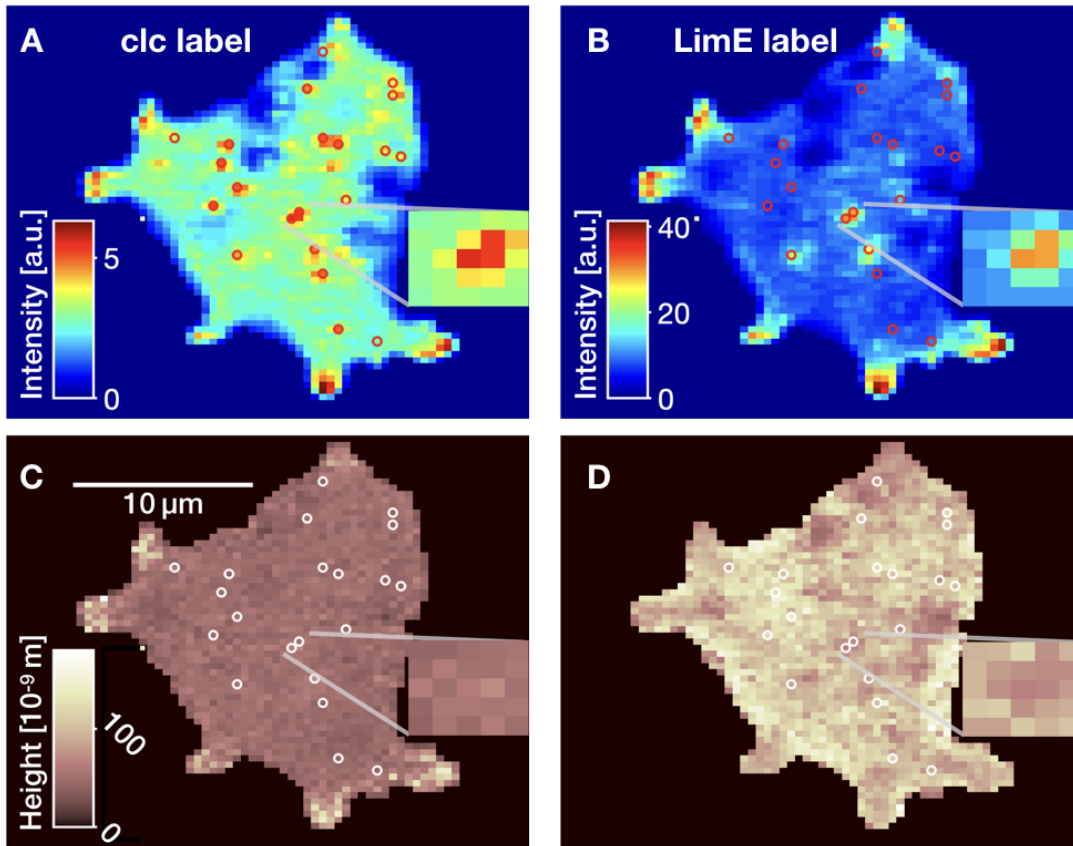 A clc label
B LimE label
Intensity [a.u.]
5
0
Intensity [a.u.]
40
20
0
C
10 µm
Height [10⁻⁹ m]
100
0
D